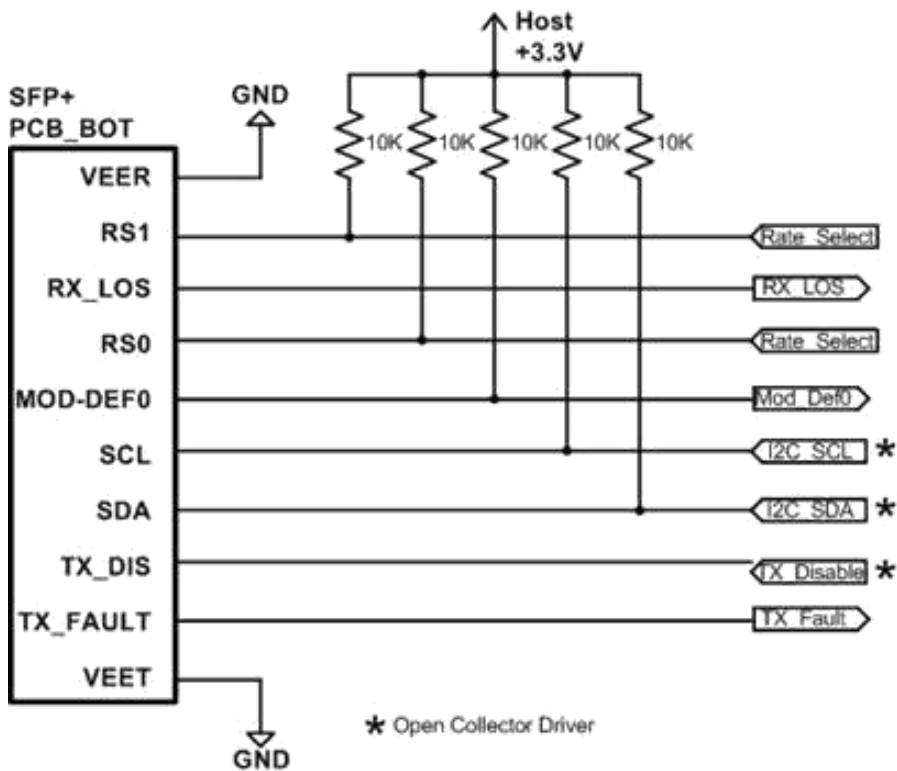 Host
+3.3V
SFP+
PCB_BOT
GND
10K 10K 10K 10K 10K
VEER
RS1 Rate_Select
RX_LOS RX_LOS
RS0 Rate_Select
MOD-DEF0 Mod_Def0
SCL I2C_SCL *
SDA I2C_SDA *
TX_DIS TX_Disable *
TX_FAULT TX_Fault
VEET
GND
* Open Collector Driver